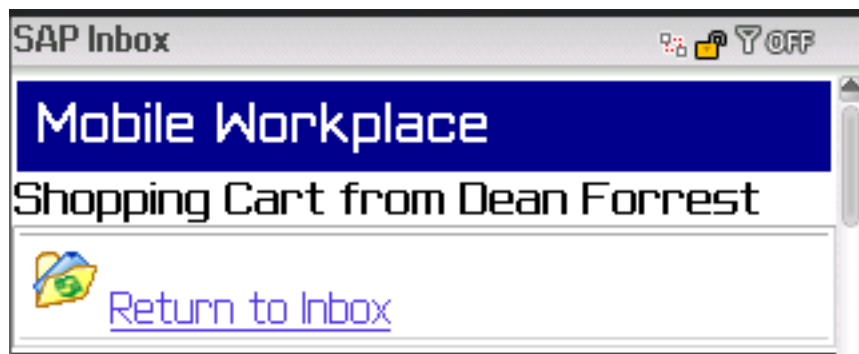 SAP Inbox OFF
Mobile Workplace
Shopping Cart from Dean Forrest
Return to Inbox